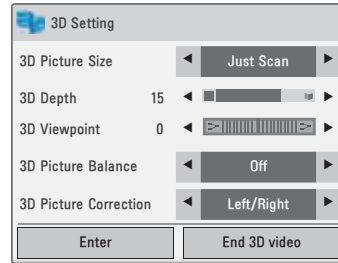 3D Setting
3D Picture Size Just Scan
3D Depth 15
3D Viewpoint 0
3D Picture Balance Off
3D Picture Correction Left/Right
Enter End 3D video